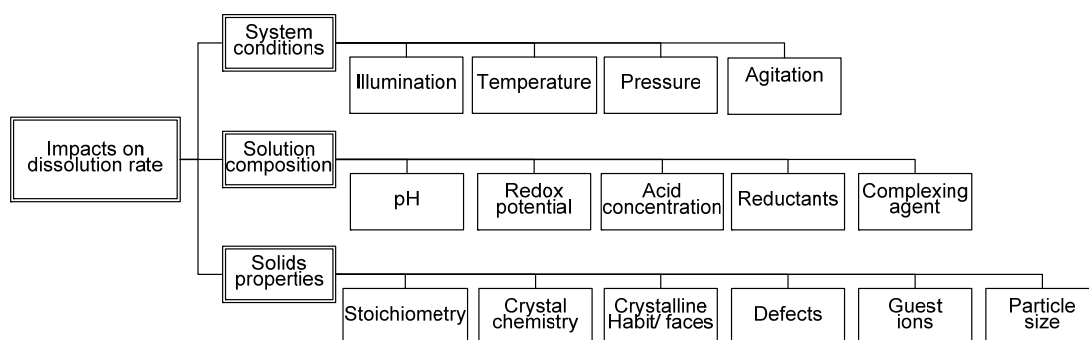 System
conditions
Illumination
Temperature
Pressure
Agitation
Impacts on
dissolution rate
Solution
composition
pH
Redox
potential
Acid
concentration
Reductants
Complexing
agent
Solids
properties
Stoichiometry
Crystal
chemistry
Crystalline
Habit/ faces
Defects
Guest
ions
Particle
size